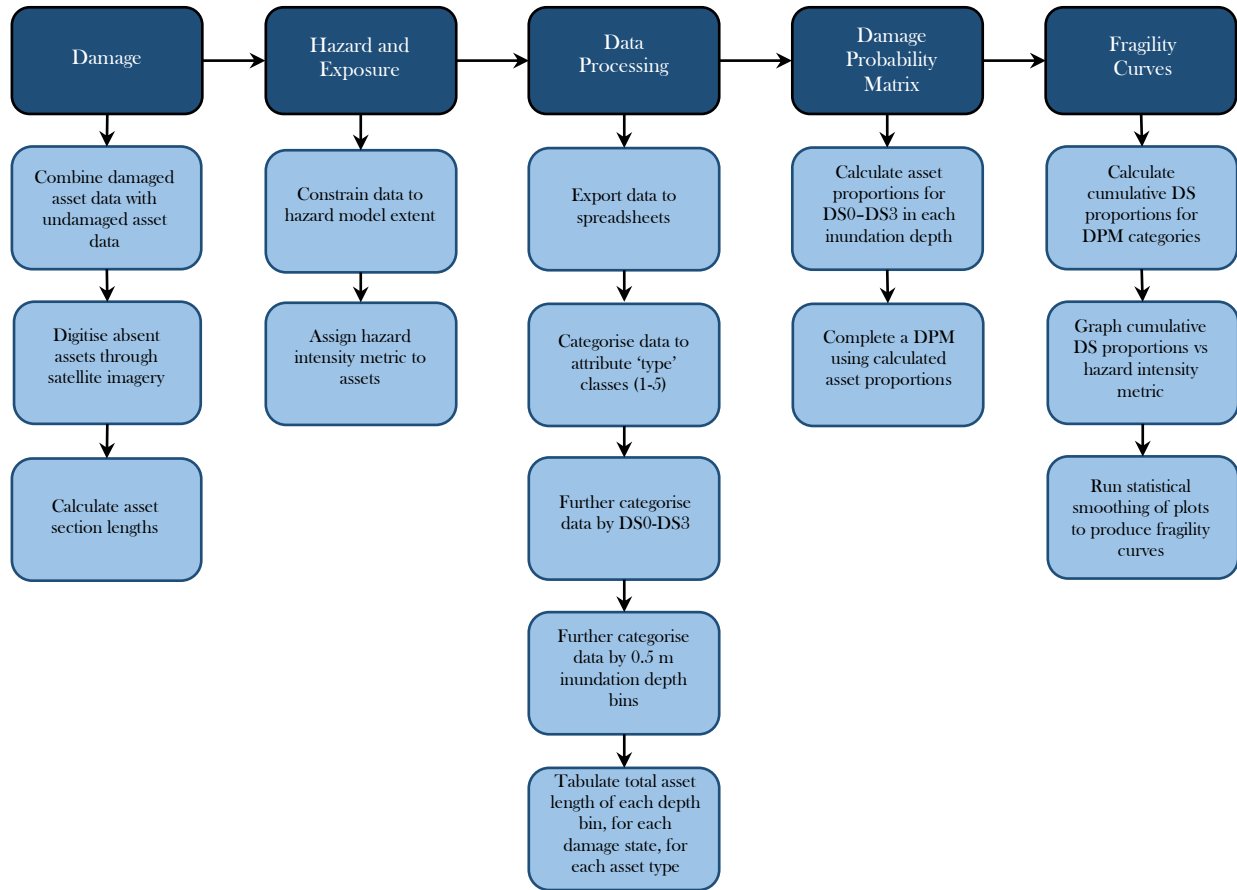 Damage
Hazard and
Exposure
Data
Processing
Damage
Probability
Matrix
Fragility
Curves
Combine damaged
asset data with
undamaged asset
data
Digitise absent
assets through
satellite imagery
Calculate asset
section lengths
Constrain data to
hazard model extent
Assign hazard
intensity metric to
assets
Export data to
spreadsheets
Categorise data to
attribute ‘type’
classes (1-5)
Further categorise
data by DS0-DS3
Further categorise
data by 0.5 m
inundation depth
bins
Tabulate total asset
length of each depth
bin, for each
damage state, for
each asset type
Calculate asset
proportions for
DS0–DS3 in each
inundation depth
Complete a DPM
using calculated
asset proportions
Calculate
cumulative DS
proportions for
DPM categories
Graph cumulative
DS proportions vs
hazard intensity
metric
Run statistical
smoothing of plots
to produce fragility
curves